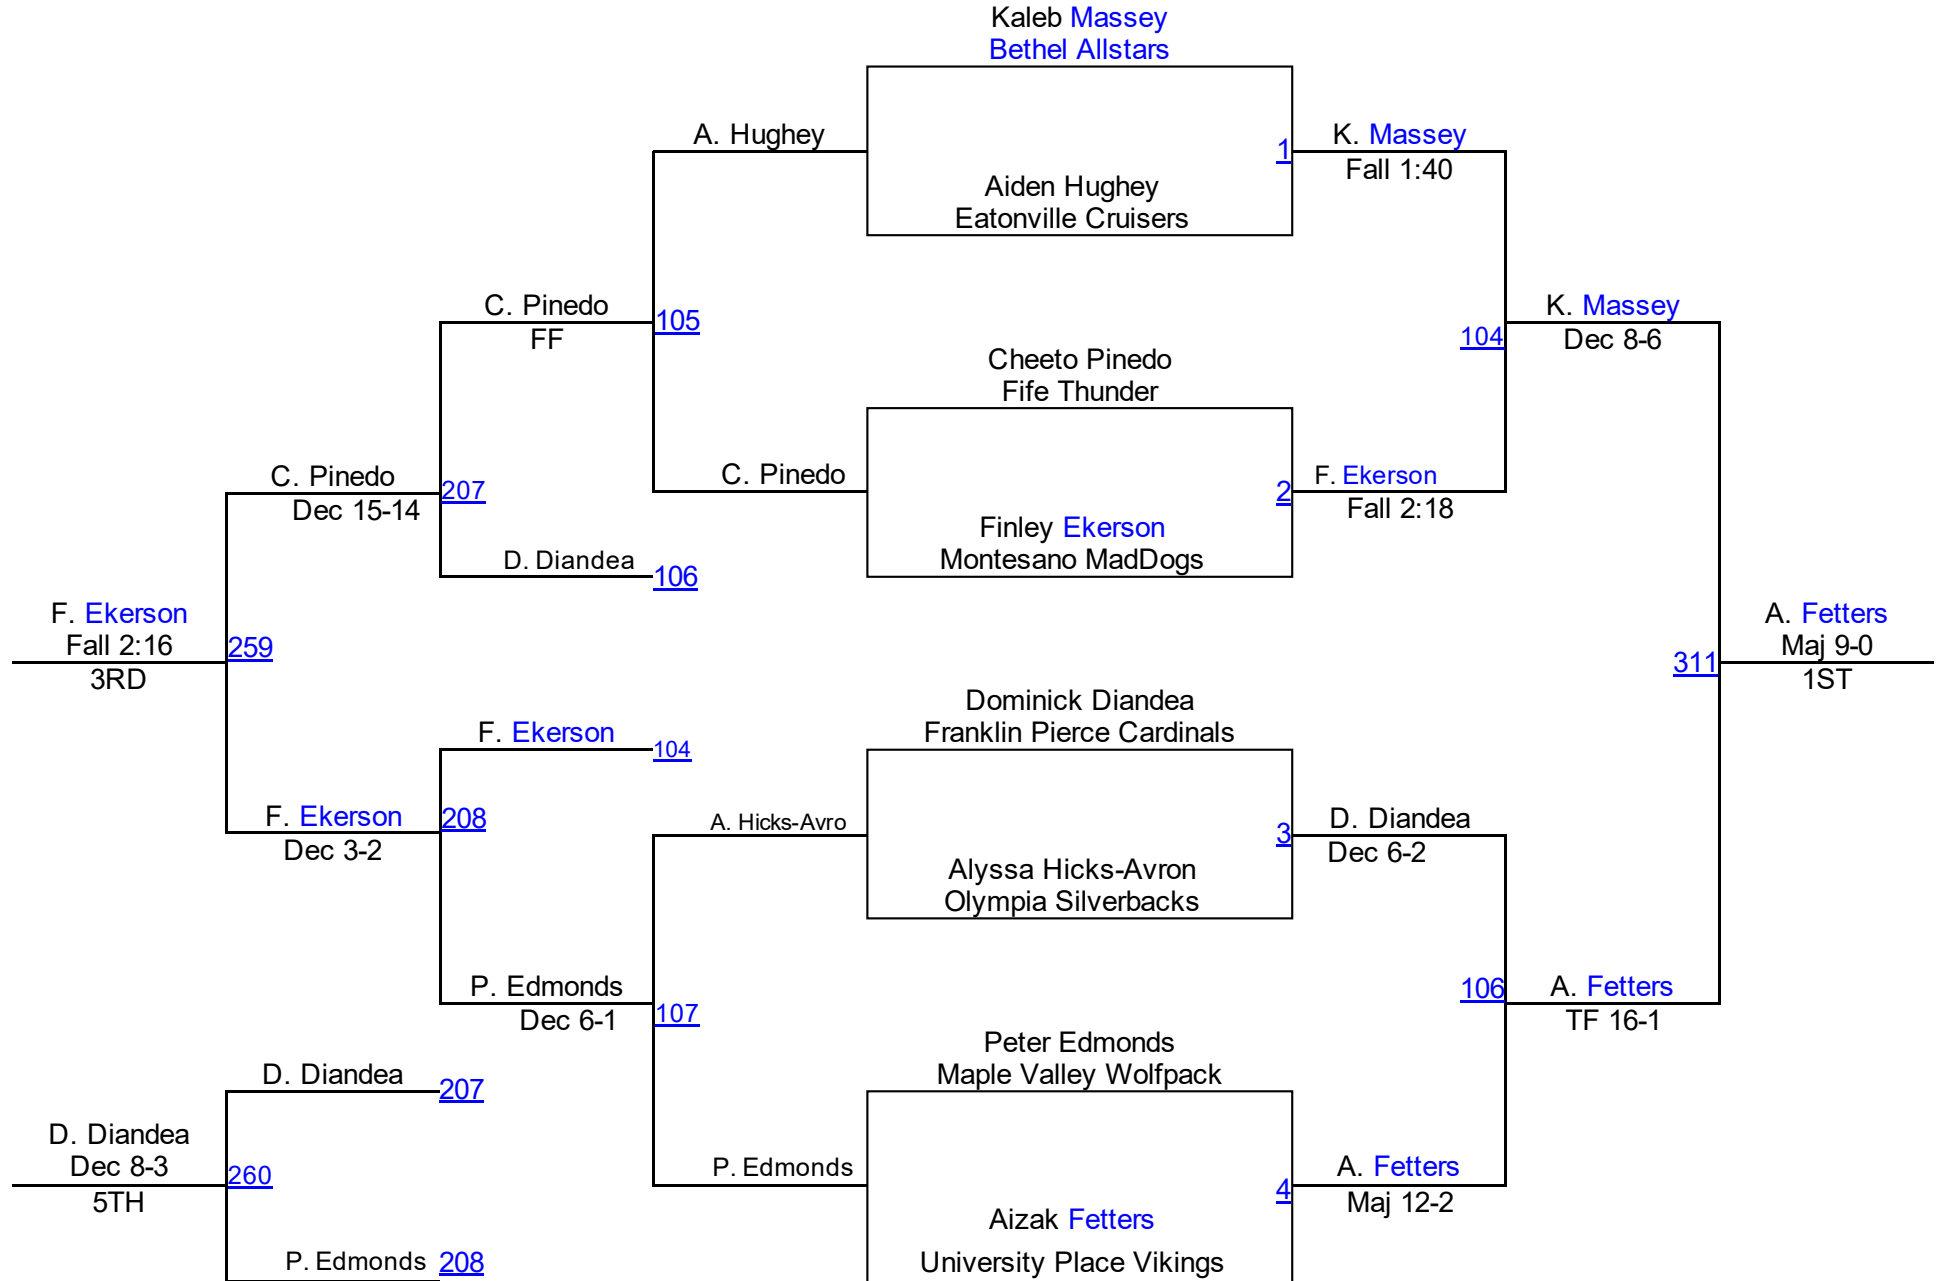 Kaleb Massey
Bethel Allstars
A. Hughey
1
K. Massey
Fall 1:40
Aiden Hughey
Eatonville Cruisers
C. Pinedo
FF
105
104
K. Massey
Dec 8-6
Cheeto Pinedo
Fife Thunder
C. Pinedo
Dec 15-14
207
C. Pinedo
2
F. Ekerson
Fall 2:18
Finley Ekerson
Montesano MadDogs
D. Diandea
106
F. Ekerson
Fall 2:16
3RD
259
311
A. Fetters
Maj 9-0
1ST
Dominick Diandea
Franklin Pierce Cardinals
F. Ekerson
104
F. Ekerson
Dec 3-2
208
A. Hicks-Avro
3
D. Diandea
Dec 6-2
Alyssa Hicks-Avron
Olympia Silverbacks
P. Edmonds
Dec 6-1
107
106
A. Fetters
TF 16-1
Peter Edmonds
Maple Valley Wolfpack
D. Diandea
207
D. Diandea
Dec 8-3
5TH
260
P. Edmonds
4
A. Fetters
Maj 12-2
Aizak Fetters
University Place Vikings
P. Edmonds
208